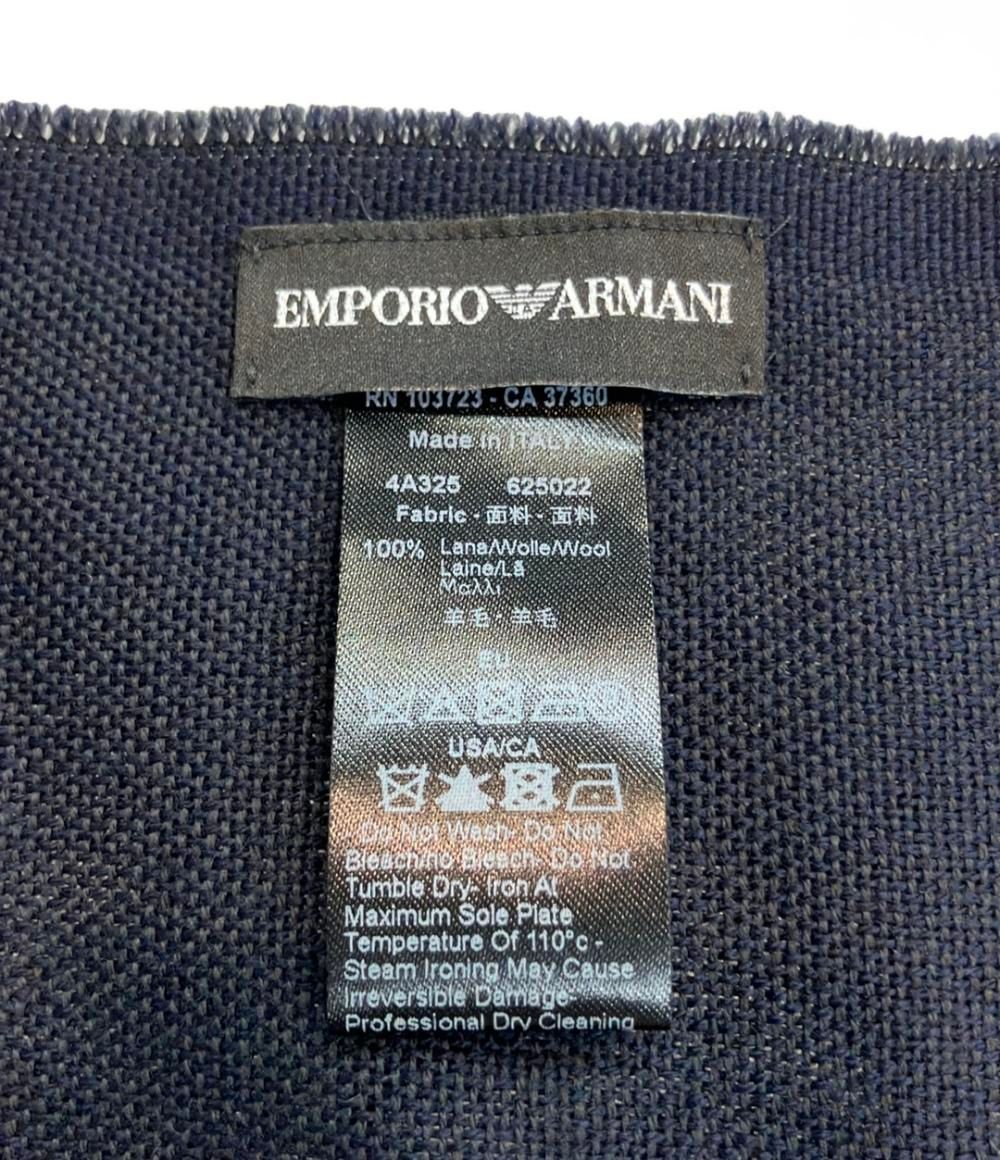 EMPORIO ARMANI
RN 103723 - CA 37360
Made in ITALY
4A325 625022
Fabric - 面料 - 面料
100% Lana/Wolle/Wool
Laine/Lã
Μαλλι
羊毛 - 羊毛
EU
USA/CA
Do Not Wash- Do Not
Bleach/no Bleach- Do Not
Tumble Dry- Iron At
Maximum Sole Plate
Temperature Of 110°c -
Steam Ironing May Cause
Irreversible Damage-
Professional Dry Cleaning